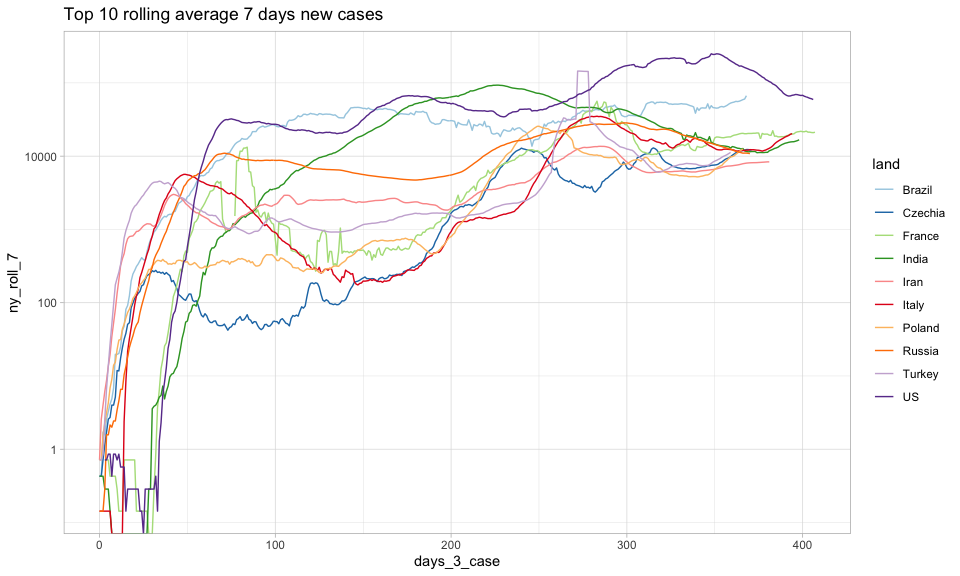 Top 10 rolling average 7 days new cases
ny_roll_7
10000
100
1
0
100
200
300
400
days_3_case
land
Brazil
Czechia
France
India
Iran
Italy
Poland
Russia
Turkey
US